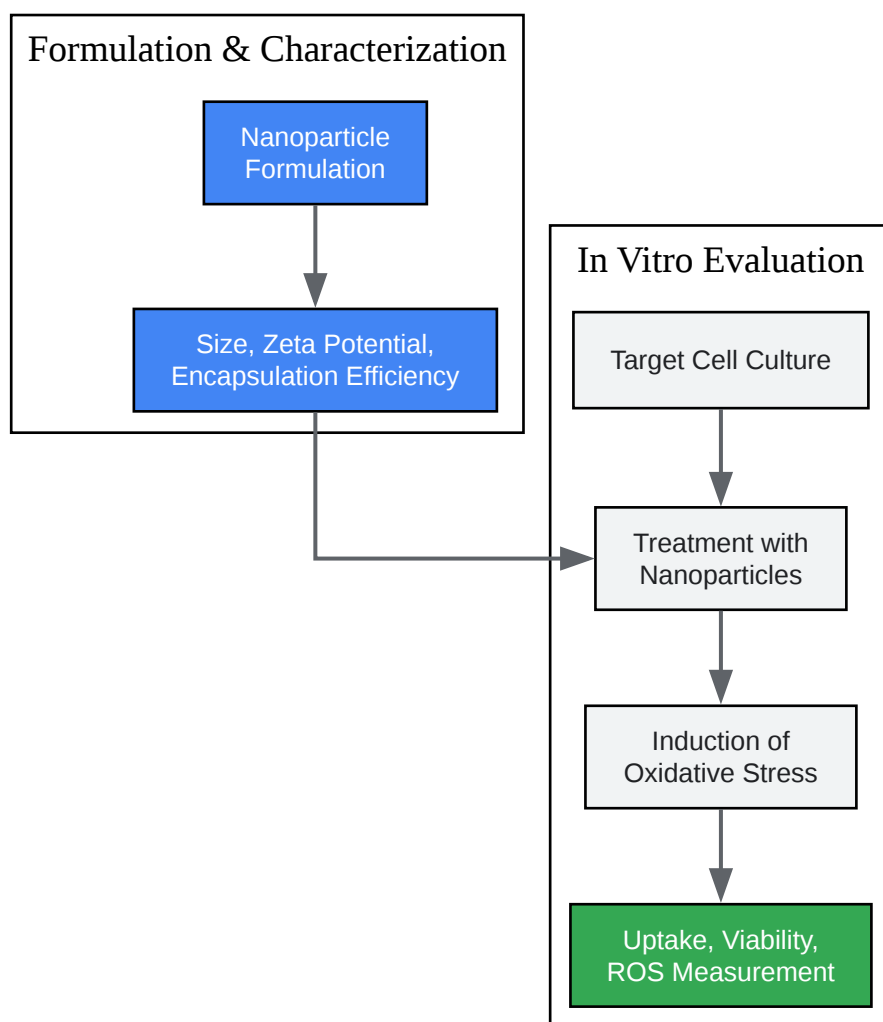 Formulation & Characterization
Nanoparticle
Formulation
Size, Zeta Potential,
Encapsulation Efficiency
In Vitro Evaluation
Target Cell Culture
Treatment with
Nanoparticles
Induction of
Oxidative Stress
Uptake, Viability,
ROS Measurement